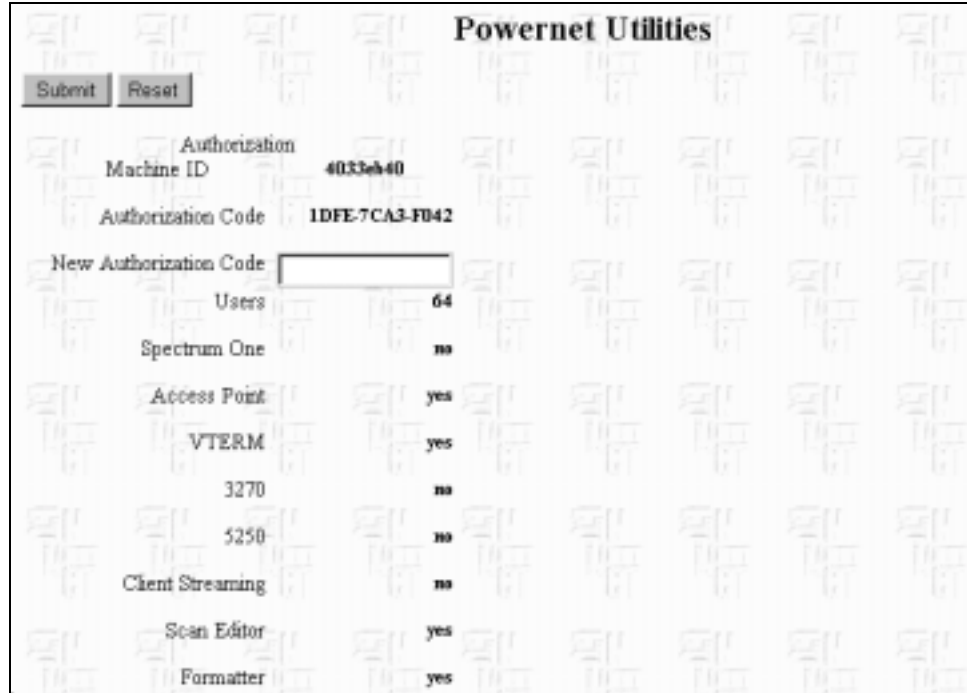 Powernet Utilities
Submit Reset
Authorization
Machine ID 4033eh40
Authorization Code 1DFE-7CA3-F042
New Authorization Code
Users 64
Spectrum One no
Access Point yes
VTERM yes
3270 no
5250 no
Client Streaming no
Scan Editor yes
Formatter yes